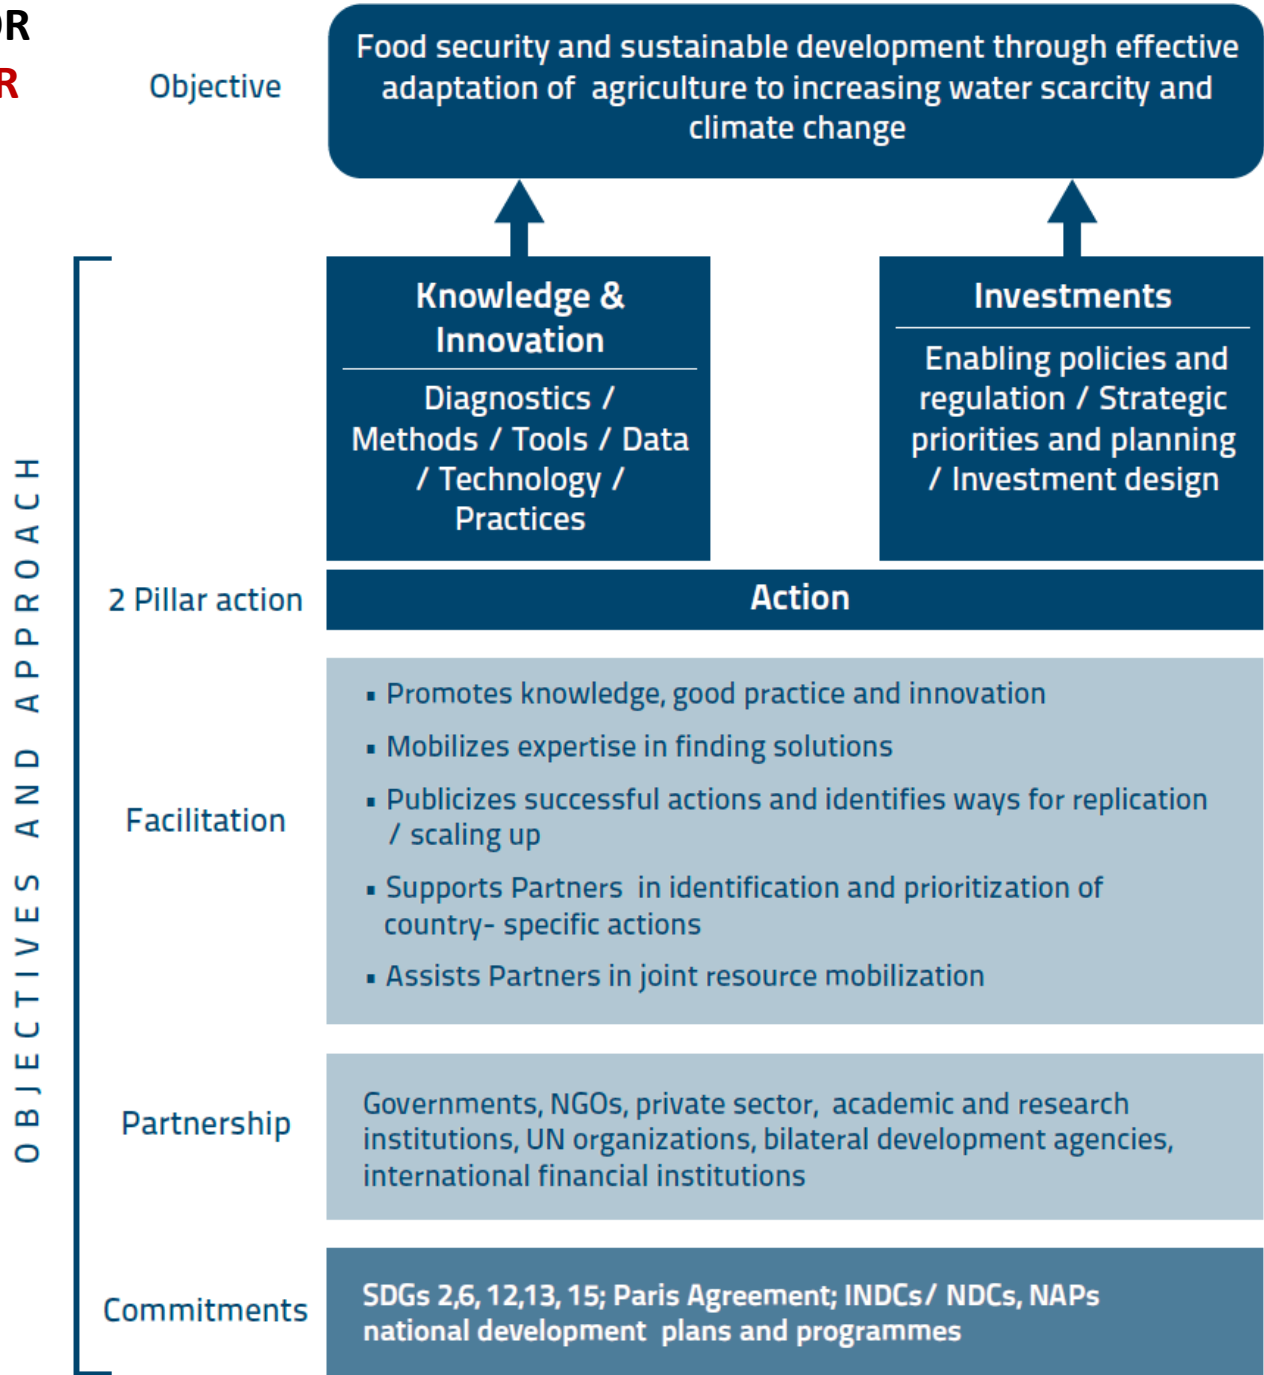 OR
R
Objective
Food security and sustainable development through effective
adaptation of agriculture to increasing water scarcity and
climate change
OBJECTIVES AND APPROACH
Knowledge &
Innovation
Diagnostics /
Methods / Tools / Data
/ Technology /
Practices
Investments
Enabling policies and
regulation / Strategic
priorities and planning
/ Investment design
2 Pillar action
Action
Facilitation
▪ Promotes knowledge, good practice and innovation
▪ Mobilizes expertise in finding solutions
▪ Publicizes successful actions and identifies ways for replication
/ scaling up
▪ Supports Partners in identification and prioritization of
country- specific actions
▪ Assists Partners in joint resource mobilization
Partnership
Governments, NGOs, private sector, academic and research
institutions, UN organizations, bilateral development agencies,
international financial institutions
Commitments
SDGs 2,6, 12,13, 15; Paris Agreement; INDCs/ NDCs, NAPs
national development plans and programmes